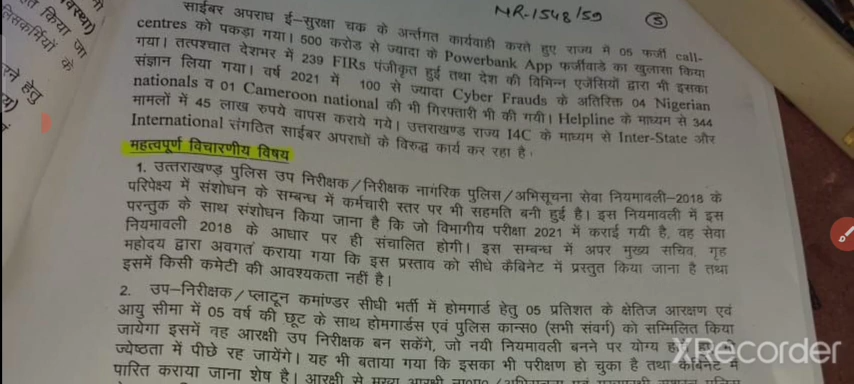 NR-1548/59
3
साईबर अपराध ई-सुरक्षा चक के अर्न्तगत कार्यवाही करते हुए राज्य में 05 फर्जी call-
centres को पकड़ा गया। 500 करोड से ज्यादा के Powerbank App फर्जीवाडे का खुलासा किया
गया। तत्पश्चात देशभर में 239 FIRs पंजीकृत हुई तथा देश की विभिन्न एजेंसियों द्वारा भी इसका
संज्ञान लिया गया। वर्ष 2021 में 100 से ज्यादा Cyber Frauds के अतिरिक्त 04 Nigerian
nationals व 01 Cameroon national की भी गिरफ्तारी भी की गयी। Helpline के माध्यम से 344
मामलों में 45 लाख रुपये वापस कराये गये। उत्तराखण्ड राज्य I4C के माध्यम से Inter-State और
International संगठित साईबर अपराधों के विरुद्ध कार्य कर रहा है।
महत्वपूर्ण विचारणीय विषय
1. उत्तराखण्ड पुलिस उप निरीक्षक/निरीक्षक नागरिक पुलिस/अभिसूचना सेवा नियमावली-2018 के
परिपेक्ष्य में संशोधन के सम्बन्ध में कर्मचारी स्तर पर भी सहमति बनी हुई है। इस नियमावली में इस
परन्तुक के साथ संशोधन किया जाना है कि जो विभागीय परीक्षा 2021 में कराई गयी है, वह सेवा
नियमावली 2018 के आधार पर ही संचालित होगी। इस सम्बन्ध में अपर मुख्य सचिव, गृह
महोदय द्वारा अवगत कराया गया कि इस प्रस्ताव को सीधे कैबिनेट में प्रस्तुत किया जाना है तथा
इसमें किसी कमेटी की आवश्यकता नहीं है।
2. उप-निरीक्षक/प्लाटून कमांण्डर सीधी भर्ती में होमगार्ड हेतु 05 प्रतिशत के क्षेतिज आरक्षण एवं
आयु सीमा में 05 वर्ष की छूट के साथ होमगार्डस एवं पुलिस कान्स0 (सभी संवर्ग) को सम्मिलित किया
जायेगा इसमें वह आरक्षी उप निरीक्षक बन सकेंगे, जो नयी नियमावली बनने पर योग्य
ज्येष्ठता में पीछे रह जायेंगे। यह भी बताया गया कि इसका भी परीक्षण हो चुका है तथा कैबिनेट में
पारित कराया जाना शेष है। आरक्षी से मुख्य आरक्षी
किया जा
के
हेतु
XRecorder